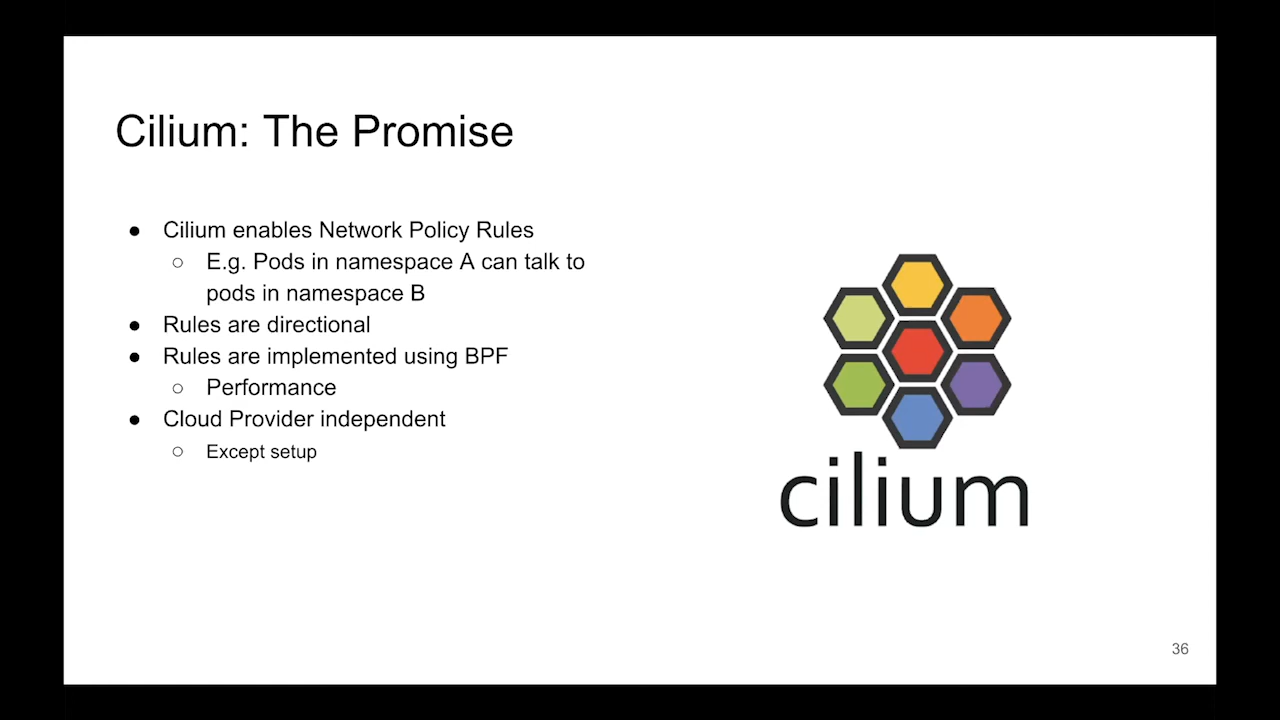 Cilium: The Promise
● Cilium enables Network Policy Rules
○ E.g. Pods in namespace A can talk to
pods in namespace B
● Rules are directional
● Rules are implemented using BPF
○ Performance
● Cloud Provider independent
○ Except setup
cilium
36